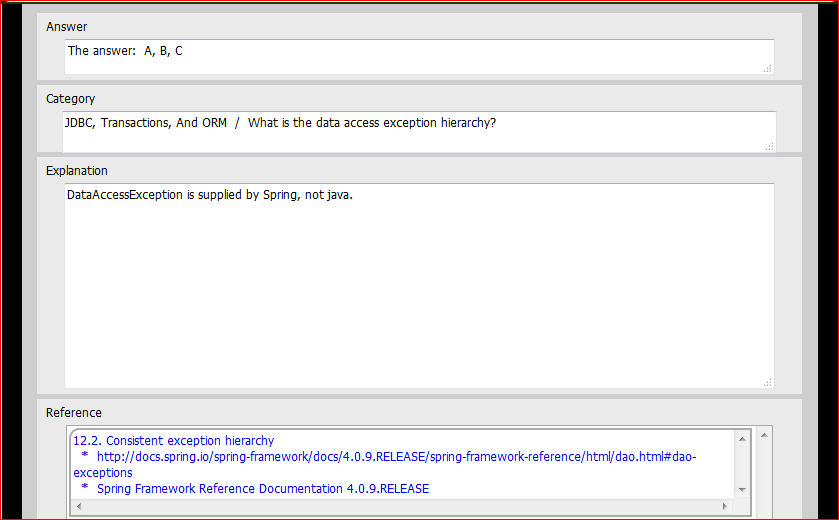 Answer
The answer:  A, B, C
Category
JDBC, Transactions, And ORM  /  What is the data access exception hierarchy?
Explanation
DataAccessException is supplied by Spring, not java.
Reference
12.2. Consistent exception hierarchy
*  http://docs.spring.io/spring-framework/docs/4.0.9.RELEASE/spring-framework-reference/html/dao.html#dao-
exceptions
*  Spring Framework Reference Documentation 4.0.9.RELEASE